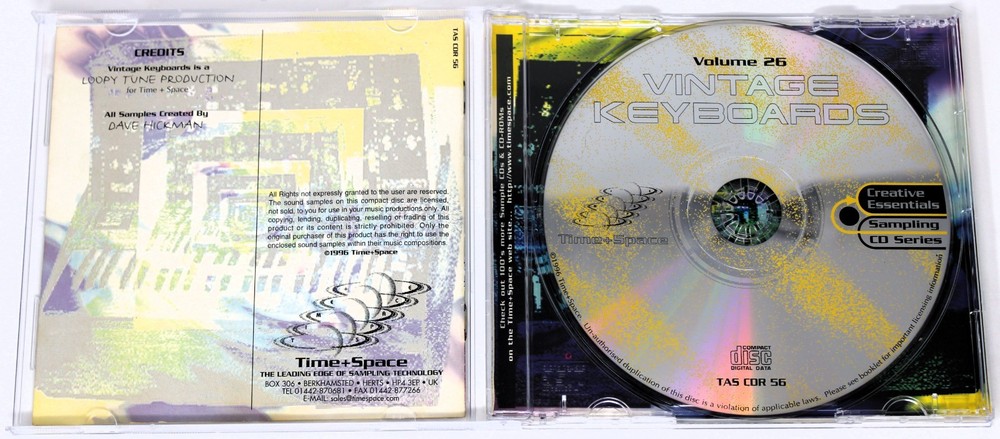 CREDITS
Vintage Keyboards is a
LOOPY TUNE PRODUCTION
for Time + Space
All Samples Created By
DAVE HICKMAN
TAS CDR 56
All Rights not expressly granted to the user are reserved.
The sound samples on this compact disc are licensed,
not sold, to you for use in your music productions only. All
copying, lending, duplicating, reselling or trading of this
product or its content is strictly prohibited. Only the
original purchaser of this product has the right to use the
enclosed sound samples within their music compositions.
©1996 Time+Space
Time+Space
THE LEADING EDGE OF SAMPLING TECHNOLOGY
BOX 306 • BERKHAMSTED • HERTS • HP4 3EP • UK
TEL 01442-870681 • FAX 01442-877266
E-MAIL: sales@timespace.com
Check out 100's more Sample CDs & CD-ROMs
on the Time+Space web site... http://www.timespace.com
Volume 26
VINTAGE
KEYBOARDS
Time+Space
Creative
Essentials
Sampling
CD Series
COMPACT
disc
DIGITAL DATA
TAS CDR 56
©1996 Time+Space Un-authorised duplication of this disc is a violation of applicable laws. Please see booklet for important licensing information